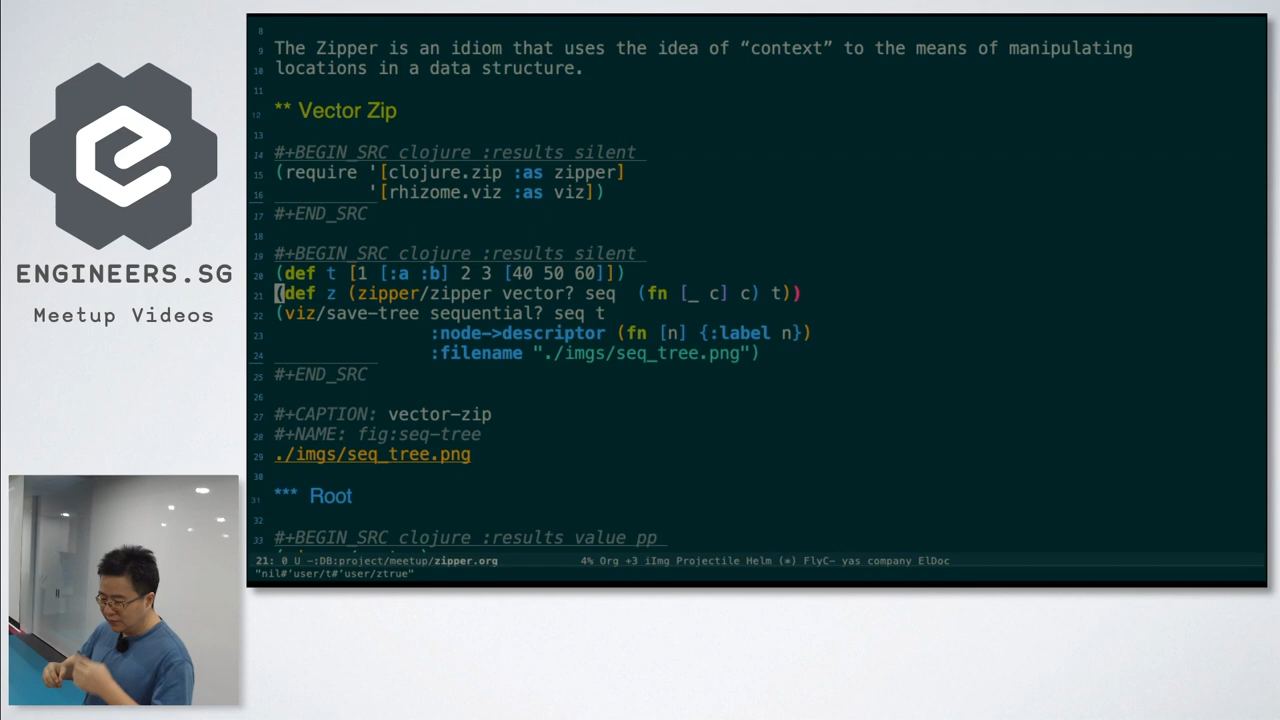 ENGINEERS.SG
Meetup Videos
8
9 The Zipper is an idiom that uses the idea of “context” to the means of manipulating
10 locations in a data structure.
11
12 ** Vector Zip
13
14 #+BEGIN_SRC clojure :results silent
15 (require '[clojure.zip :as zipper]
16 '[rhizome.viz :as viz])
17 #+END_SRC
18
19 #+BEGIN_SRC clojure :results silent
20 (def t [1 [:a :b] 2 3 [40 50 60]])
21 (def z (zipper/zipper vector? seq  (fn [_ c] c) t))
22 (viz/save-tree sequential? seq t
23 :node->descriptor (fn [n] {:label n})
24 :filename "./imgs/seq_tree.png")
25 #+END_SRC
26
27 #+CAPTION: vector-zip
28 #+NAME: fig:seq-tree
29 ./imgs/seq_tree.png
30
31 *** Root
32
33 #+BEGIN_SRC clojure :results value pp
21: 0 U -:DB:project/meetup/zipper.org 4% Org +3 iImg Projectile Helm (*) FlyC- yas company ElDoc
"nil#'user/t#'user/ztrue"